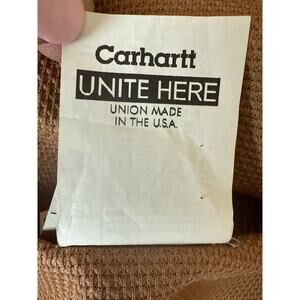 Carhartt
UNITE HERE
UNION MADE
IN THE U.S.A.